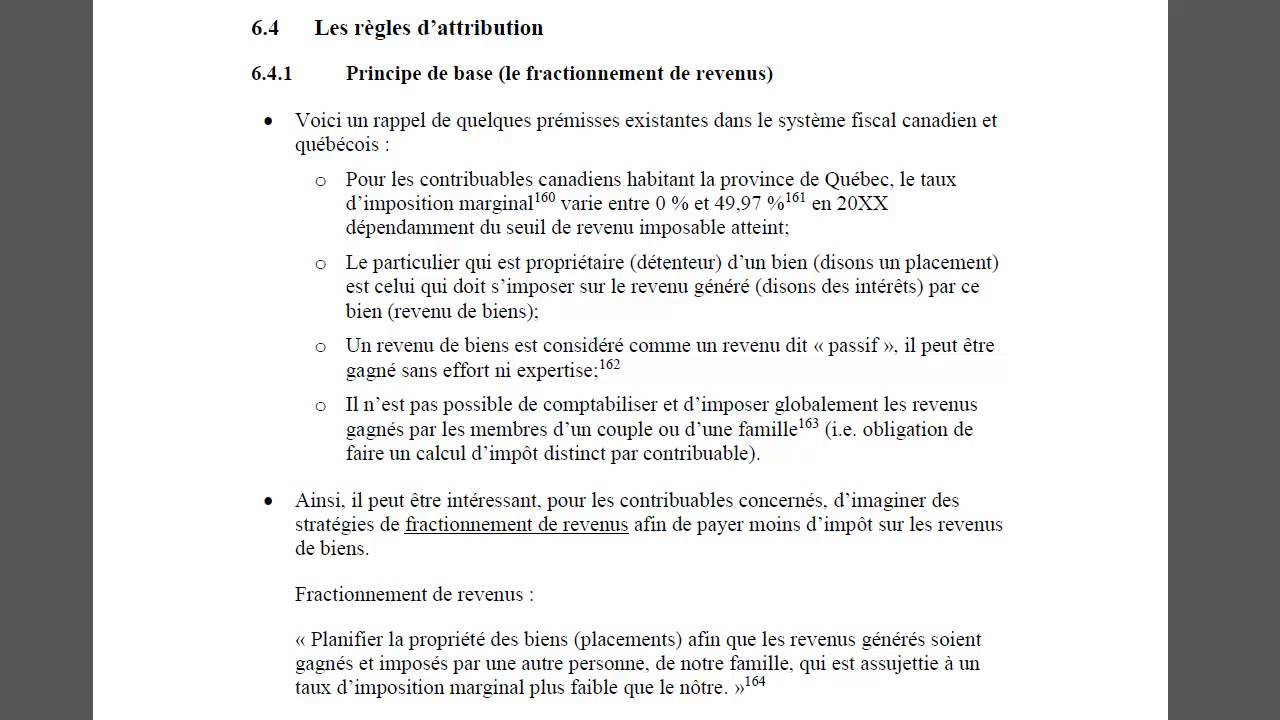 6.4 Les règles d’attribution
6.4.1 Principe de base (le fractionnement de revenus)
• Voici un rappel de quelques prémisses existantes dans le système fiscal canadien et
québécois :
o Pour les contribuables canadiens habitant la province de Québec, le taux
d’imposition marginal160 varie entre 0 % et 49,97 %161 en 20XX
dépendamment du seuil de revenu imposable atteint;
o Le particulier qui est propriétaire (détenteur) d’un bien (disons un placement)
est celui qui doit s’imposer sur le revenu généré (disons des intérêts) par ce
bien (revenu de biens);
o Un revenu de biens est considéré comme un revenu dit « passif », il peut être
gagné sans effort ni expertise;162
o Il n’est pas possible de comptabiliser et d’imposer globalement les revenus
gagnés par les membres d’un couple ou d’une famille163 (i.e. obligation de
faire un calcul d’impôt distinct par contribuable).
• Ainsi, il peut être intéressant, pour les contribuables concernés, d’imaginer des
stratégies de fractionnement de revenus afin de payer moins d’impôt sur les revenus
de biens.
Fractionnement de revenus :
« Planifier la propriété des biens (placements) afin que les revenus générés soient
gagnés et imposés par une autre personne, de notre famille, qui est assujettie à un
taux d’imposition marginal plus faible que le nôtre. »164